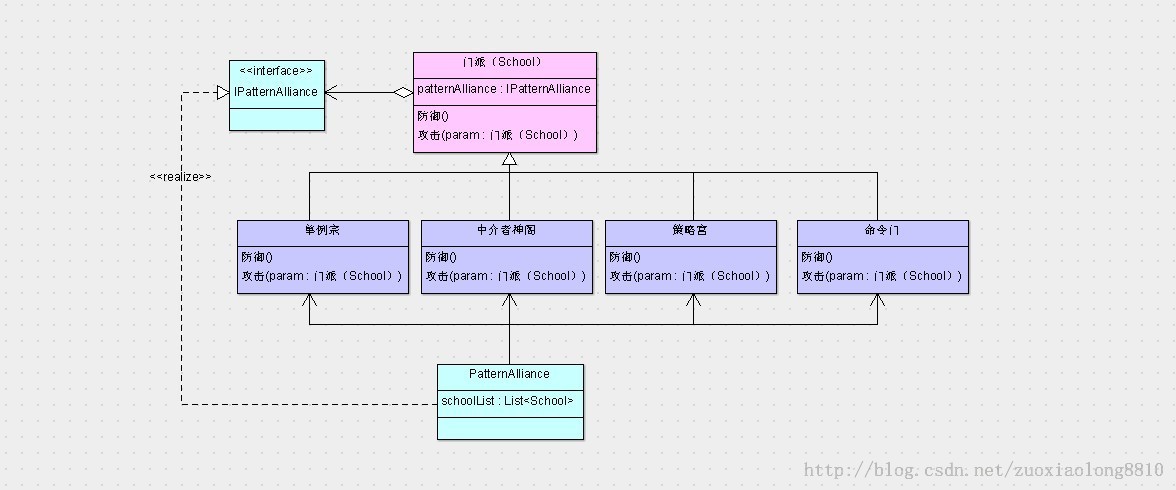 门派（School）
<<interface>>
IPatternAlliance
patternAlliance : IPatternAlliance
防御()
攻击(param : 门派（School）)
<<realize>>
单例宗
中介者神阁
策略宫
命令门
防御()
防御()
防御()
防御()
攻击(param : 门派（School）)
攻击(param : 门派（School）)
攻击(param : 门派（School）)
攻击(param : 门派（School）)
PatternAlliance
schoolList : List<School>
http://blog.csdn.net/zuoxiaolong8810